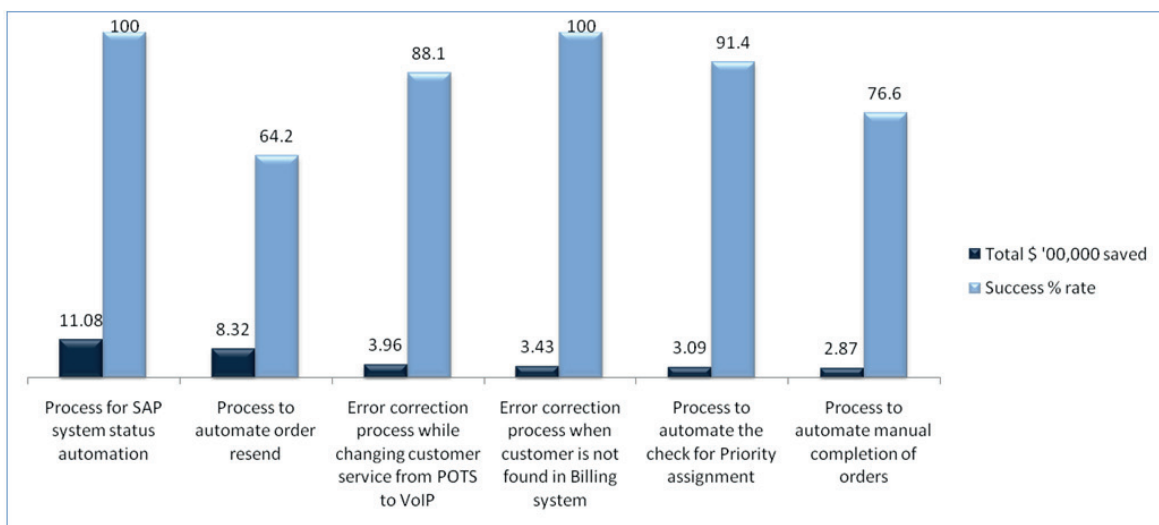 100
64.2
88.1
100
91.4
76.6
11.08
8.32
3.96
3.43
3.09
2.87
Total $ '00,000 saved
Success % rate
Process for SAP
system status
automation
Process to
automate order
resend
Error correction
process while
changing customer
service from POTS
to VoIP
Error correction
process when
customer is not
found in Billing
system
Process to
automate the
check for Priority
assignment
Process to
automate manual
completion of
orders